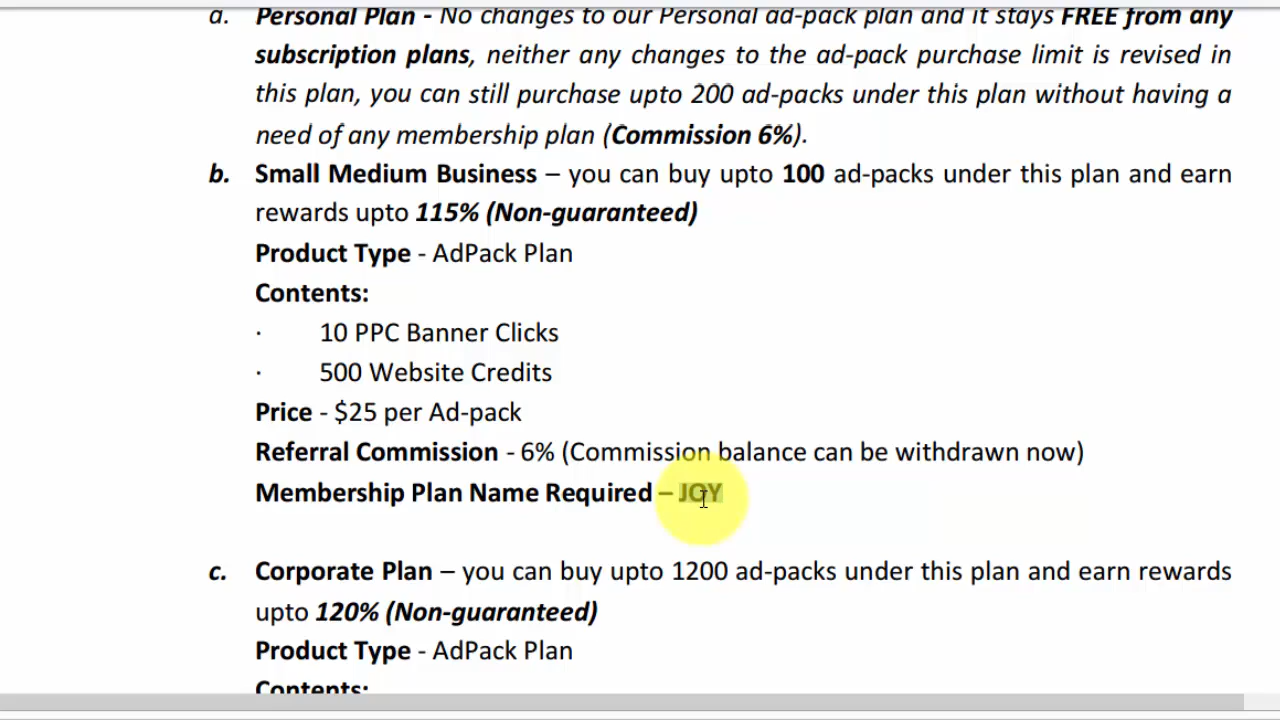 a. Personal Plan - No changes to our Personal ad-pack plan and it stays FREE from any
subscription plans, neither any changes to the ad-pack purchase limit is revised in
this plan, you can still purchase upto 200 ad-packs under this plan without having a
need of any membership plan (Commission 6%).
b. Small Medium Business – you can buy upto 100 ad-packs under this plan and earn
rewards upto 115% (Non-guaranteed)
Product Type - AdPack Plan
Contents:
· 10 PPC Banner Clicks
· 500 Website Credits
Price - $25 per Ad-pack
Referral Commission - 6% (Commission balance can be withdrawn now)
Membership Plan Name Required – JOY
c. Corporate Plan – you can buy upto 1200 ad-packs under this plan and earn rewards
upto 120% (Non-guaranteed)
Product Type - AdPack Plan
Contents: